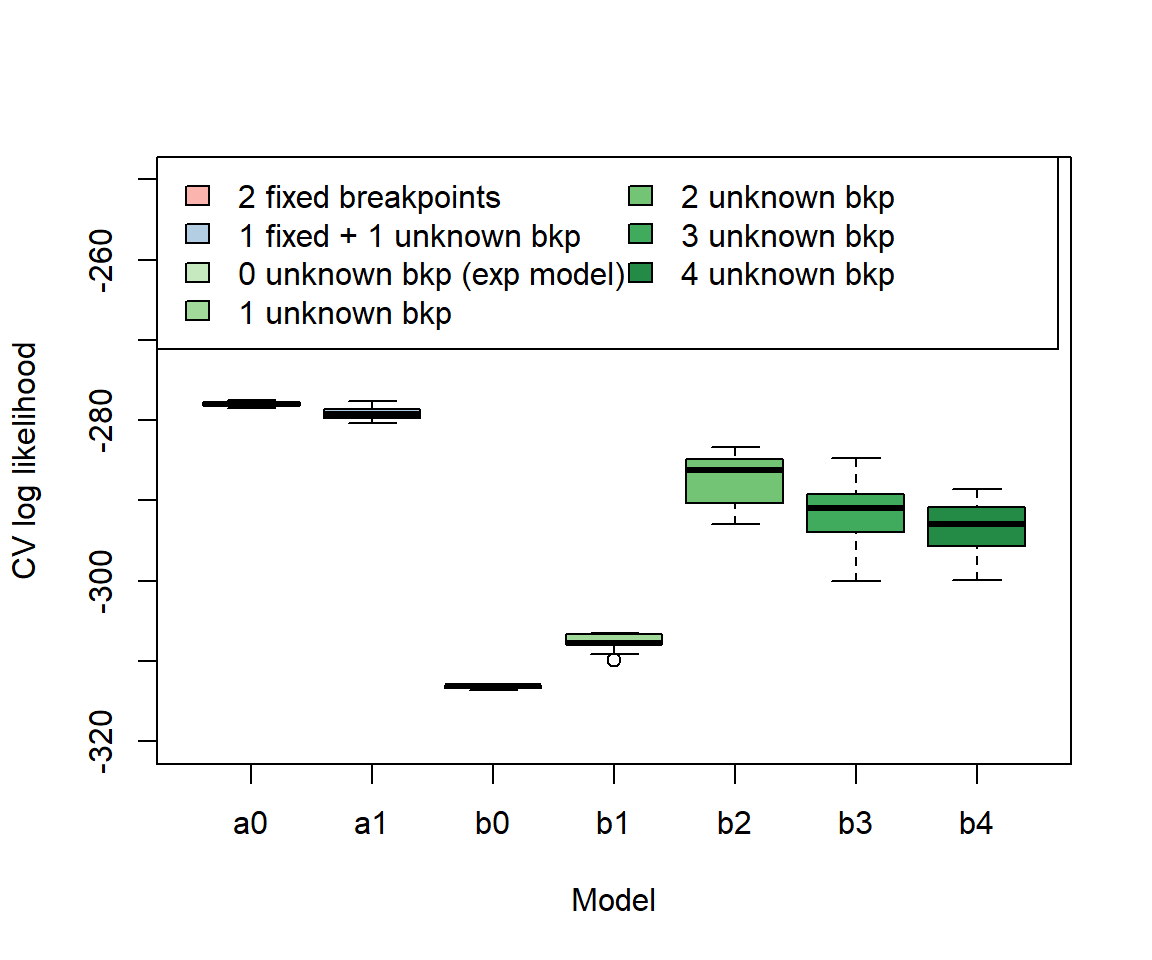 2 fixed breakpoints
1 fixed + 1 unknown bkp
0 unknown bkp (exp model)
1 unknown bkp
2 unknown bkp
3 unknown bkp
4 unknown bkp
CV log likelihood
-260
-280
-300
-320
a0 a1 b0 b1 b2 b3 b4
Model